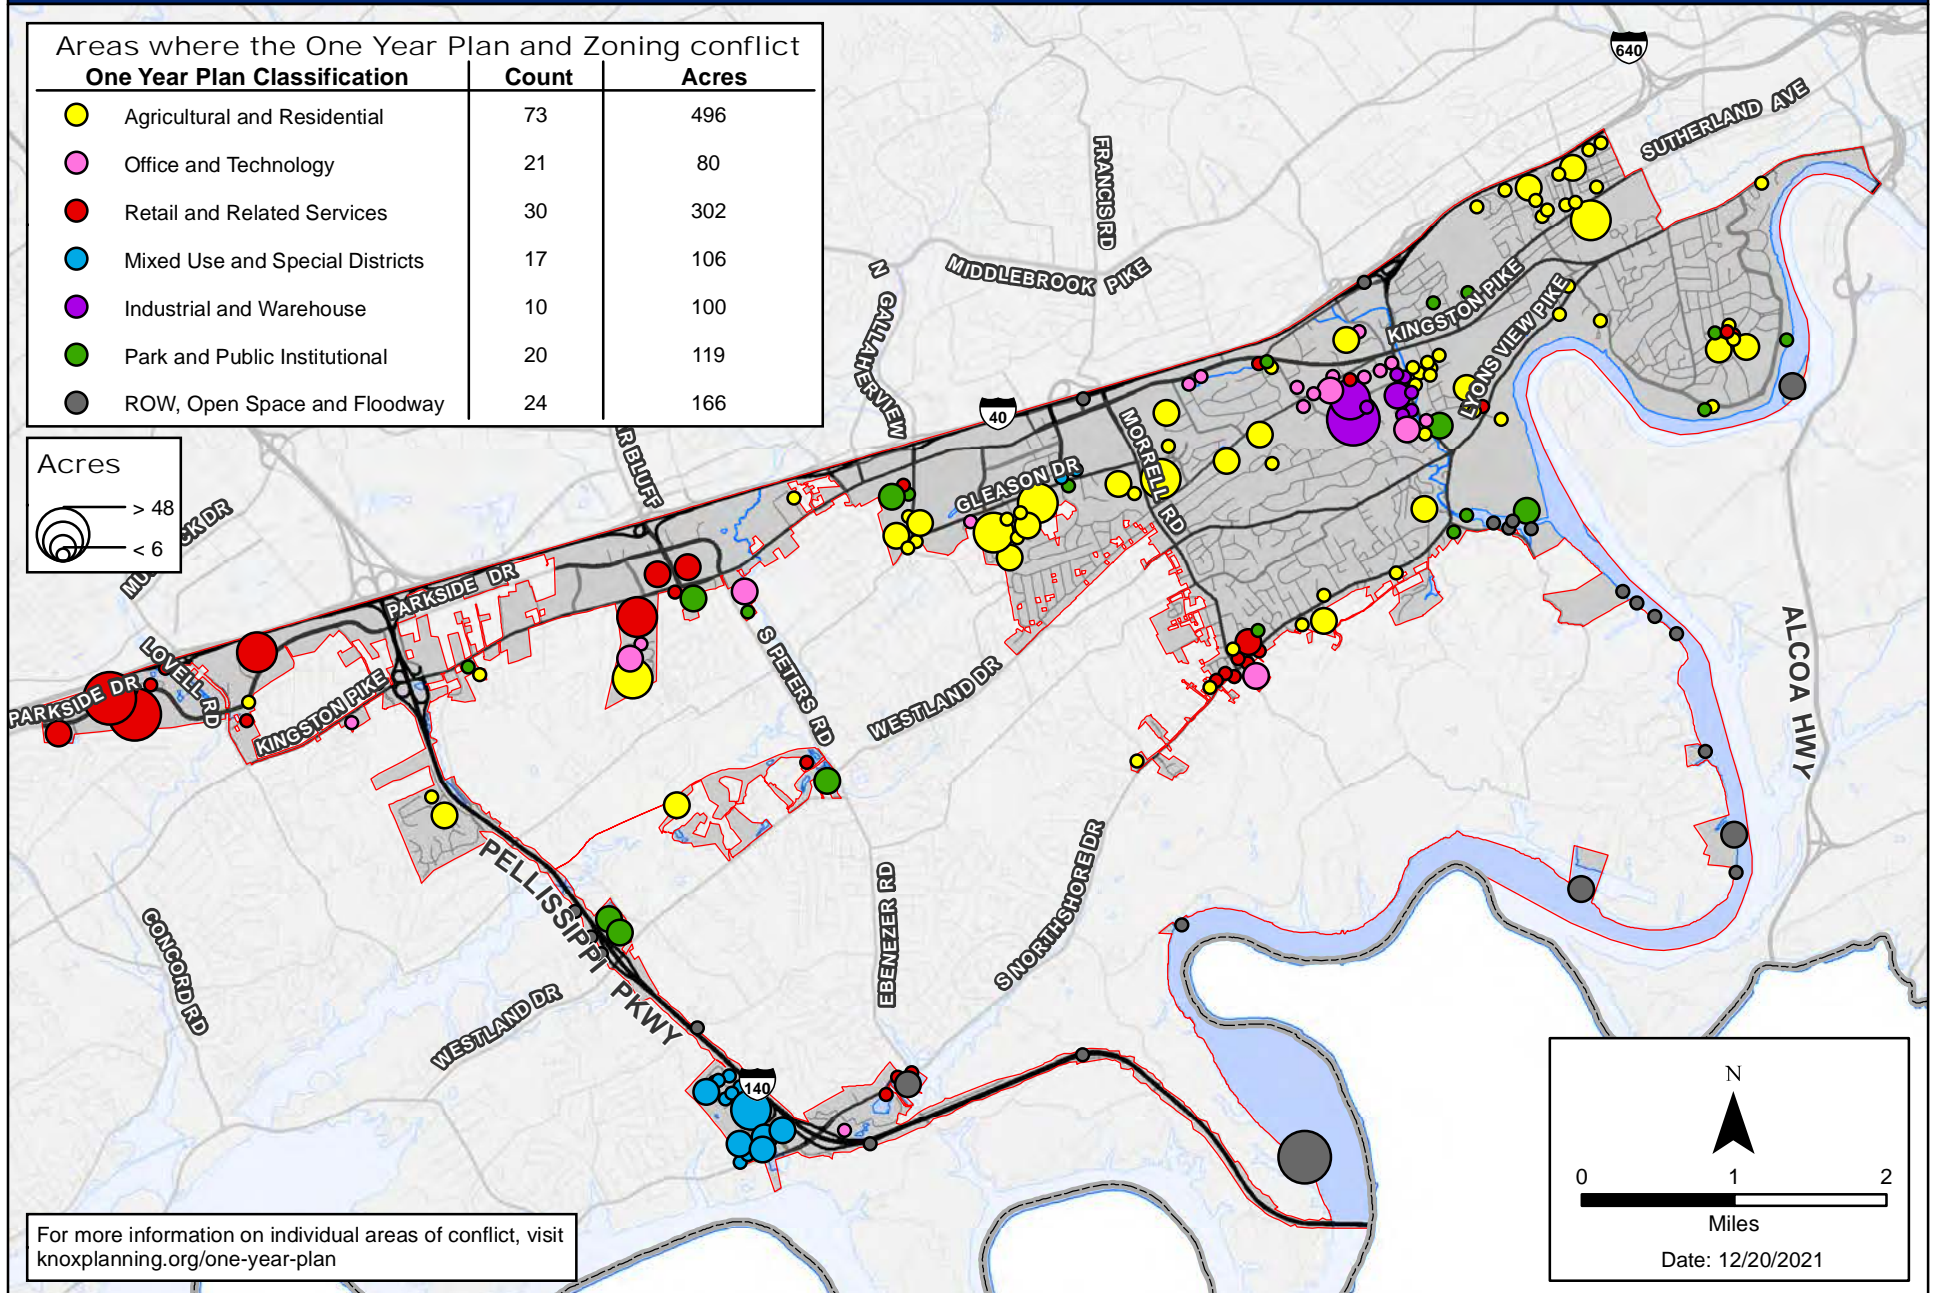 Areas where the One Year Plan and Zoning conflict
One Year Plan Classification Count Acres
Agricultural and Residential 73 496
Office and Technology 21 80
Retail and Related Services 30 302
Mixed Use and Special Districts 17 106
Industrial and Warehouse 10 100
Park and Public Institutional 20 119
ROW, Open Space and Floodway 24 166
Acres
> 48
< 6
640
SUTHERLAND AVE
FRANCIS RD
MIDDLEBROOK PIKE
N GALLAHER VIEW
KINGSTON PIKE
LYONS VIEW PIKE
40
MORRELL RD
GLEASON DR
PARKSIDE DR
LOVELL RD
PARKSIDE DR
KINGSTON PIKE
S PETERS RD
WESTLAND DR
ALCOA HWY
PELLISSIPPI PKWY
EBENEZER RD
S NORTHSHORE DR
CONCORD RD
WESTLAND DR
140
BLUFF
DR
For more information on individual areas of conflict, visit
knoxplanning.org/one-year-plan
N
0 1 2
Miles
Date: 12/20/2021